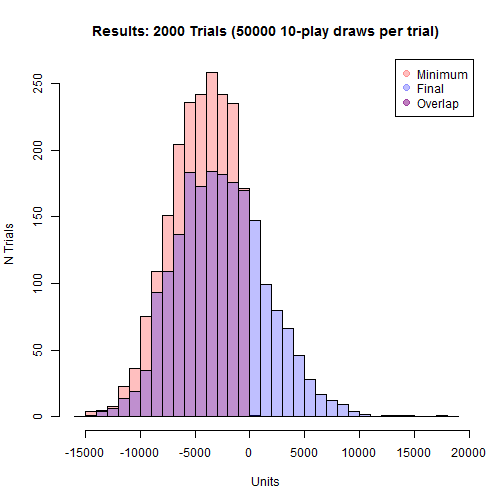 Results: 2000 Trials (50000 10-play draws per trial)
Minimum
Final
Overlap
250
200
150
100
50
0
N Trials
-15000 -10000 -5000 0 5000 10000 15000 20000
Units